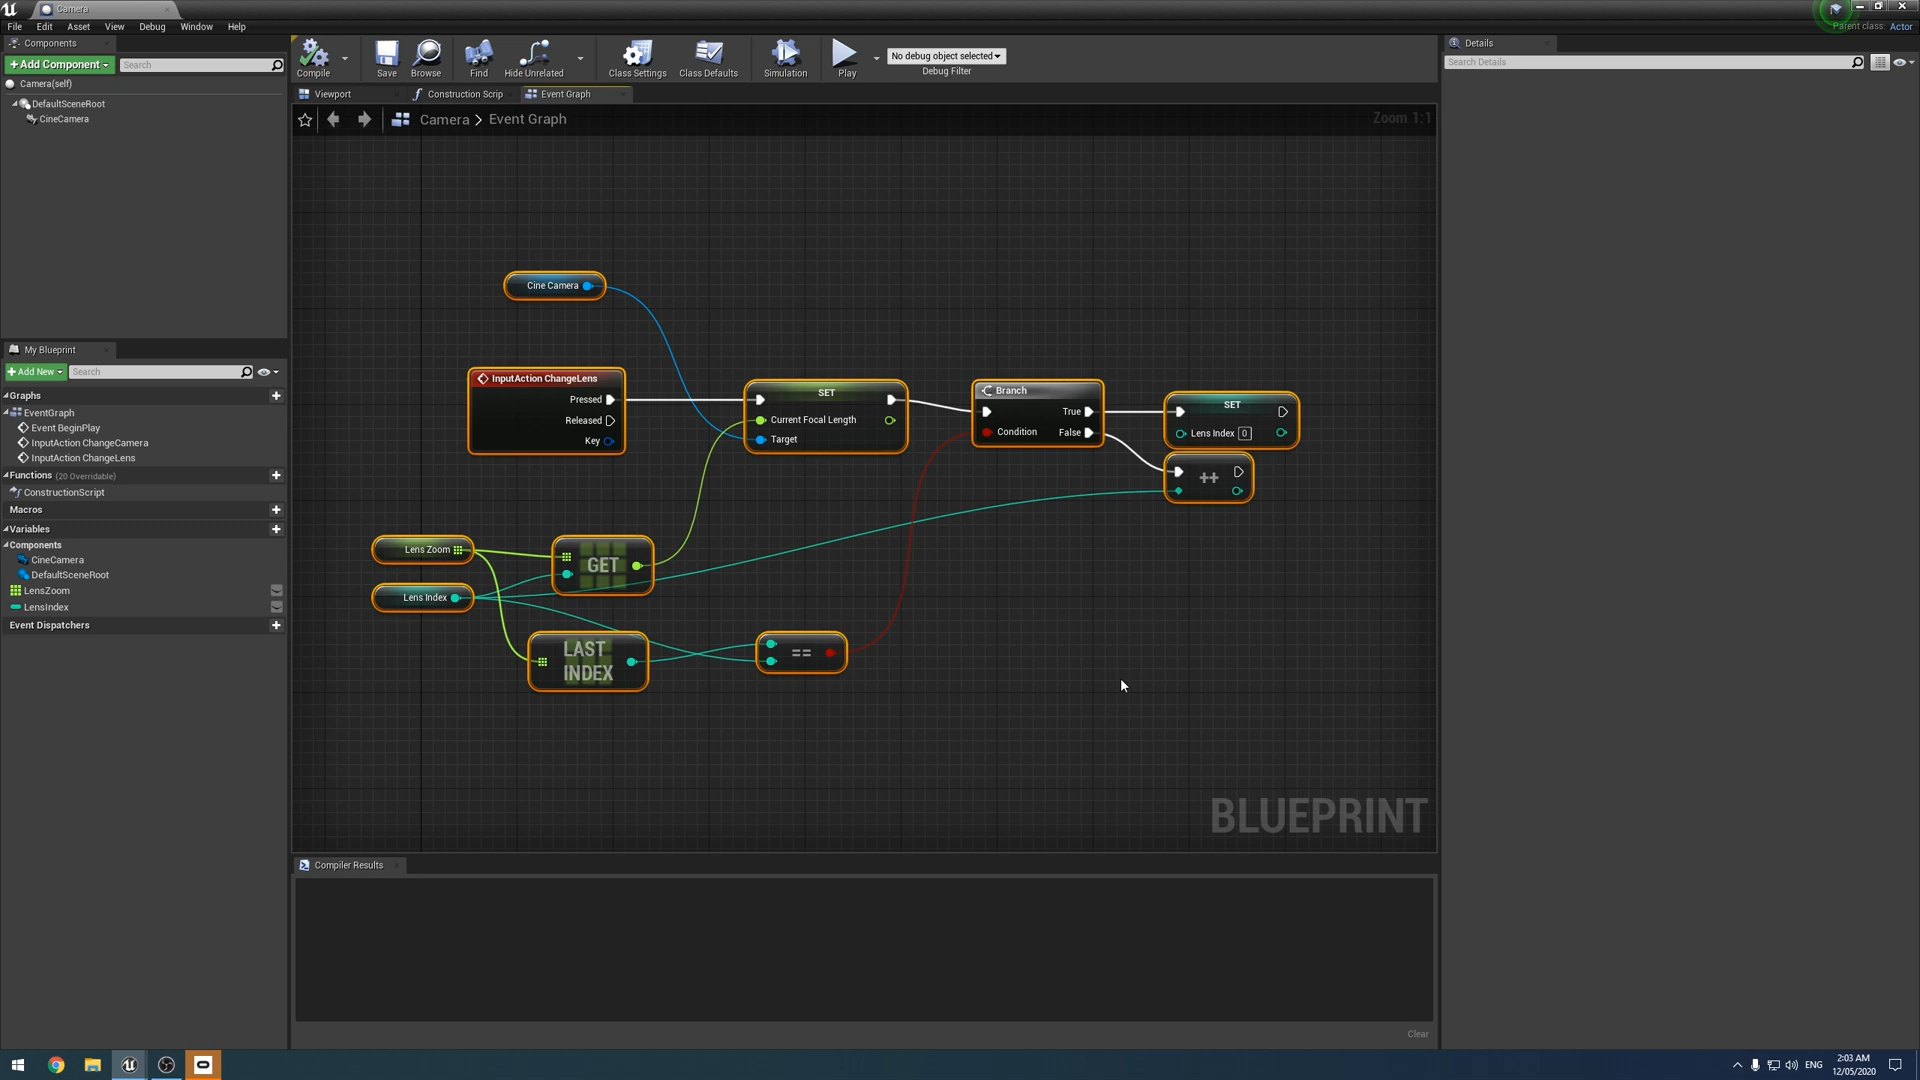 Camera
File Edit Asset View Window Debug Window Help
Parent class: Actor
Components
+Add Component
Search
Camera(self)
DefaultSceneRoot
CineCamera
Compile
Save
Browse
Find
Hide Unrelated
Class Settings
Class Defaults
Simulation
Play
No debug object selected
Debug Filter
Viewport
Construction Scrip
Event Graph
Camera > Event Graph
Zoom 1:1
Details
Search Details
My Blueprint
+Add New
Search
Graphs
EventGraph
Event BeginPlay
InputAction ChangeCamera
InputAction ChangeLens
Functions (20 Overridable)
ConstructionScript
Macros
Variables
Components
CineCamera
DefaultSceneRoot
LensZoom
LensIndex
Event Dispatchers
Cine Camera
InputAction ChangeLens
Pressed
Released
Key
SET
Current Focal Length
Target
Branch
True
Condition
False
SET
Lens Index 0
++
Lens Zoom
Lens Index
GET
LAST
INDEX
==
BLUEPRINT
Compiler Results
Clear
ENG
2:03 AM
12/05/2020